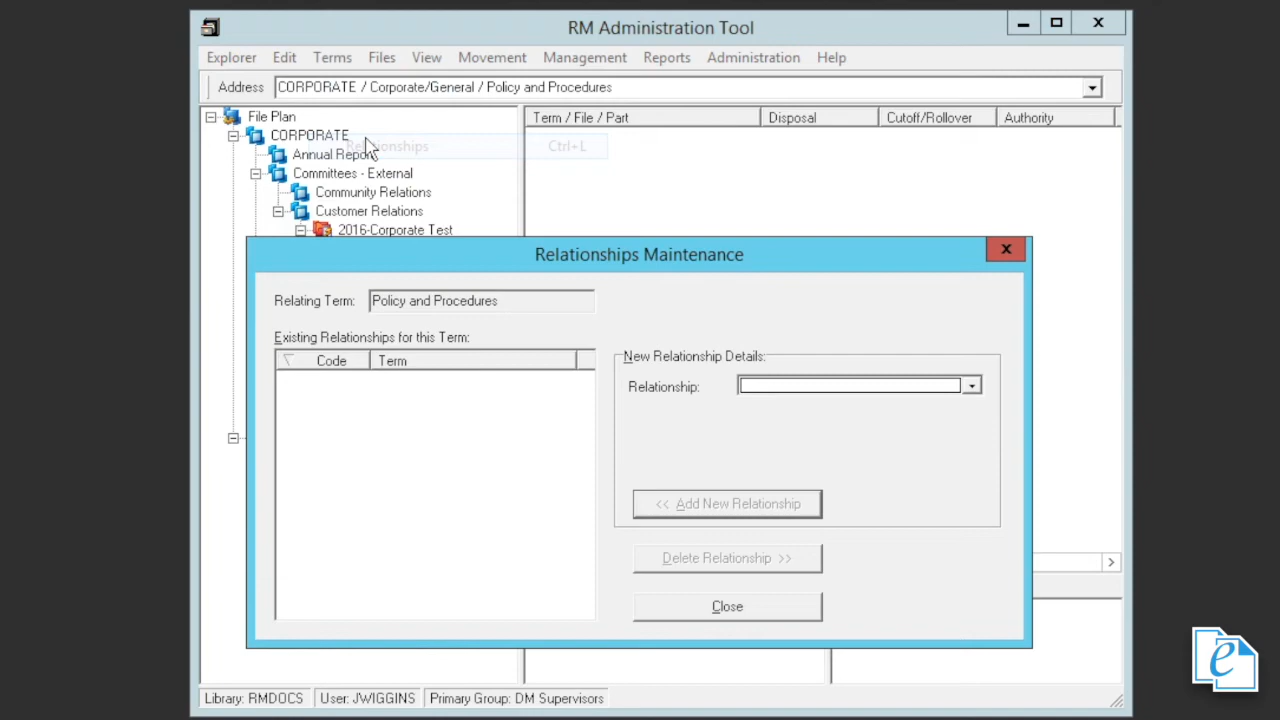 RM Administration Tool
Explorer Edit Terms Files View Movement Management Reports Administration Help
Address CORPORATE / Corporate/General / Policy and Procedures
File Plan
Term / File / Part Disposal Cutoff/Rollover Authority
CORPORATE
Relationships Ctrl+L
Annual Report
Committees - External
Community Relations
Customer Relations
2016-Corporate Test
Relationships Maintenance
Relating Term: Policy and Procedures
Existing Relationships for this Term:
Code Term
New Relationship Details:
Relationship:
<< Add New Relationship
Delete Relationship >>
Close
Library: RMDOCS User: JWIGGINS Primary Group: DM Supervisors
e